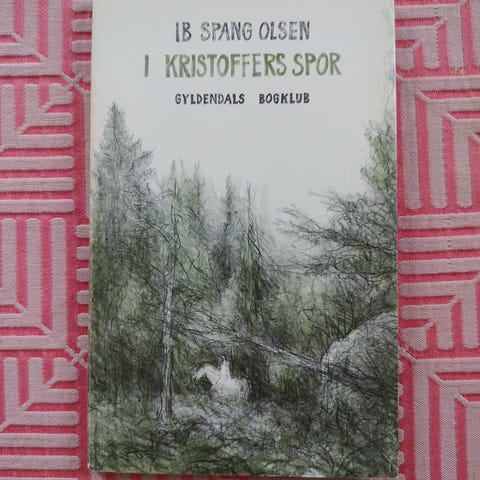 IB SPANG OLSEN
I KRISTOFFERS SPOR
GYLDENDALS BOGKLUB